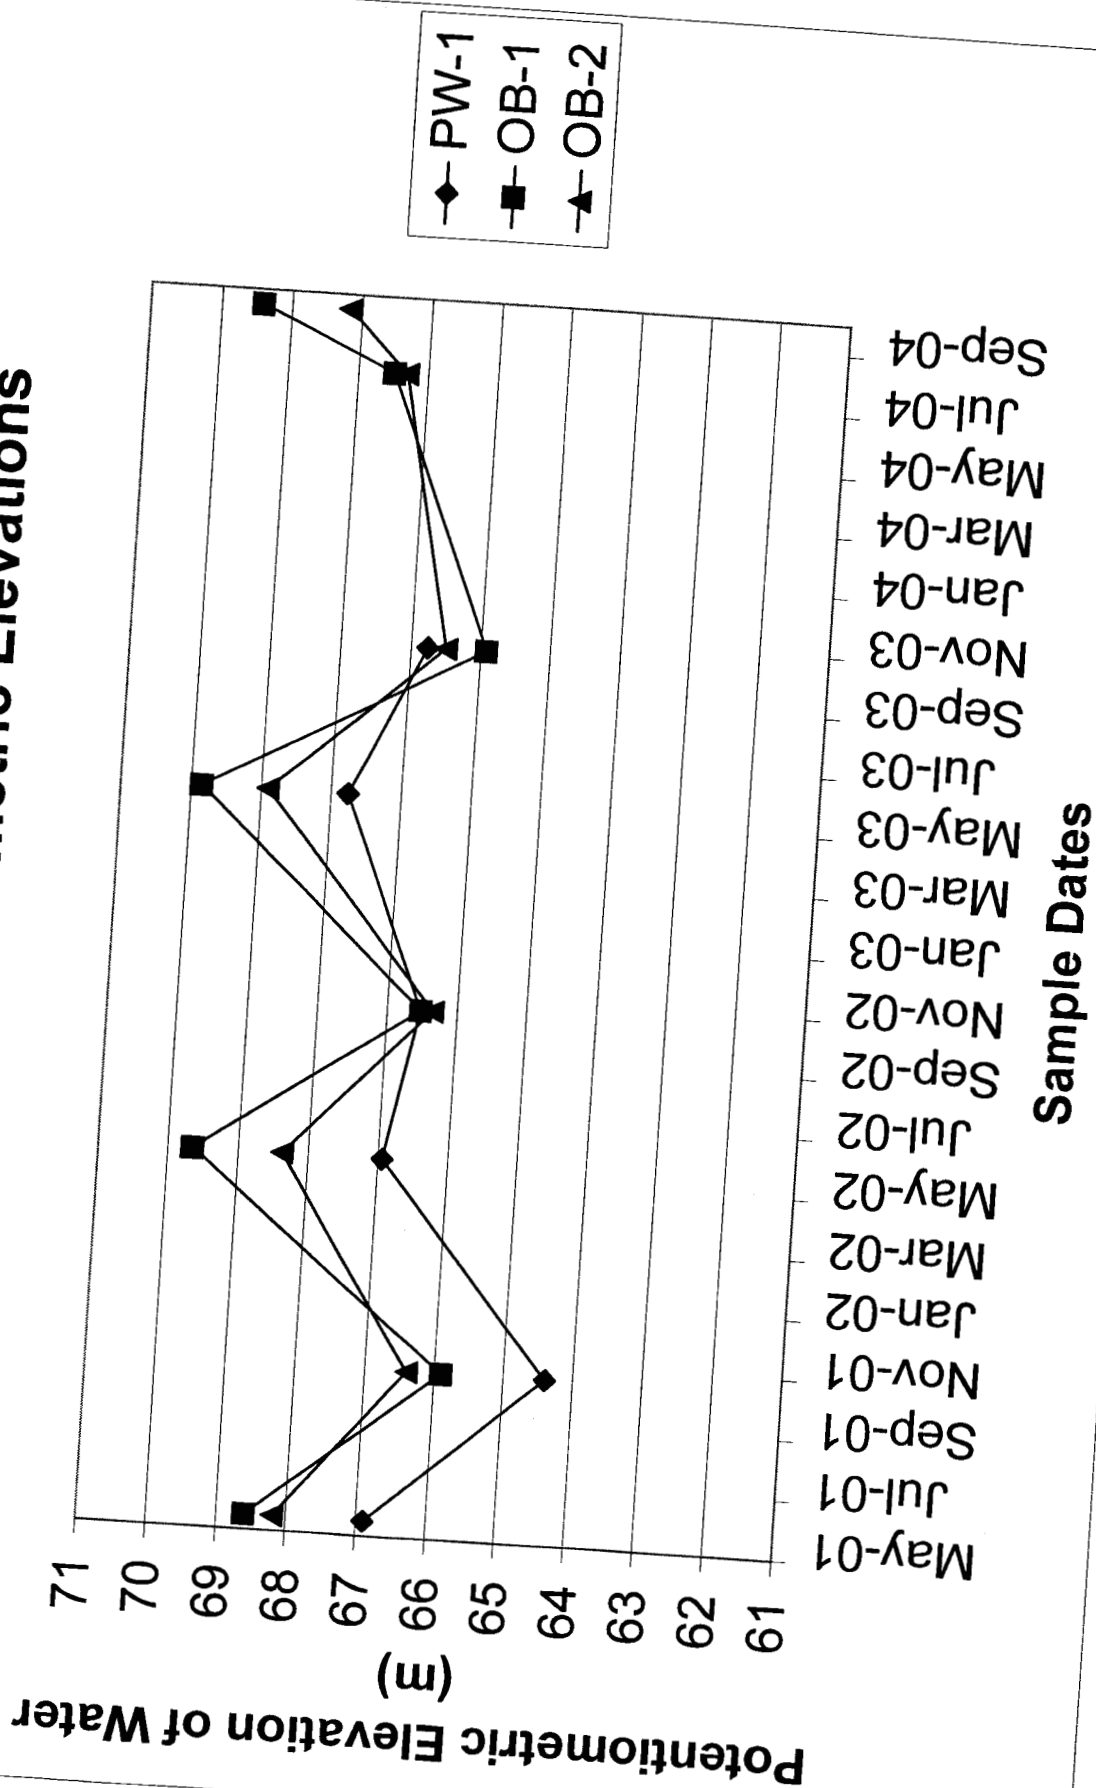 Elevations
PW-1
OB-1
OB-2
Potentiometric Elevation of Water
(m)
71
70
69
68
67
66
65
64
63
62
61
May-01
Jul-01
Sep-01
Nov-01
Jan-02
Mar-02
May-02
Jul-02
Sep-02
Nov-02
Jan-03
Mar-03
May-03
Jul-03
Sep-03
Nov-03
Jan-04
Mar-04
May-04
Jul-04
Sep-04
Sample Dates